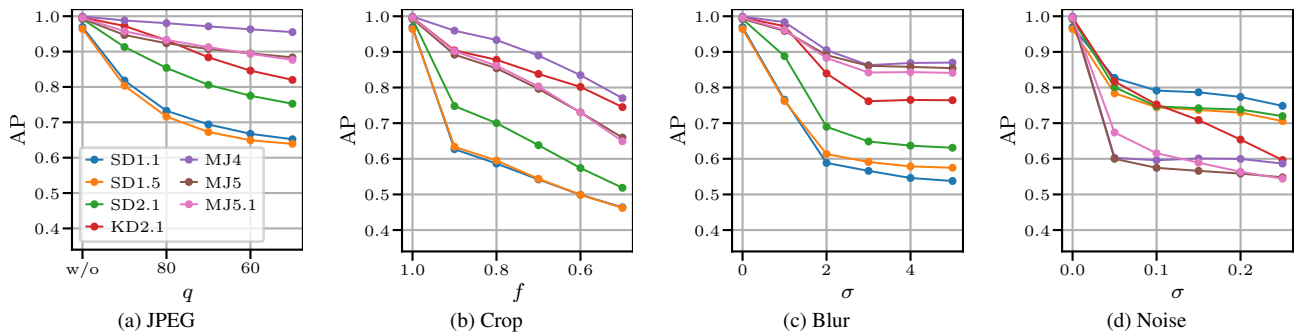 AP
1.0
0.9
0.8
0.7
0.6
0.5
0.4
SD1.1
SD1.5
SD2.1
KD2.1
MJ4
MJ5
MJ5.1
w/o 80 60
q
(a) JPEG
AP
1.0
0.9
0.8
0.7
0.6
0.5
0.4
1.0 0.8 0.6
f
(b) Crop
AP
1.0
0.9
0.8
0.7
0.6
0.5
0.4
0 2 4
σ
(c) Blur
AP
1.0
0.9
0.8
0.7
0.6
0.5
0.4
0.0 0.1 0.2
σ
(d) Noise